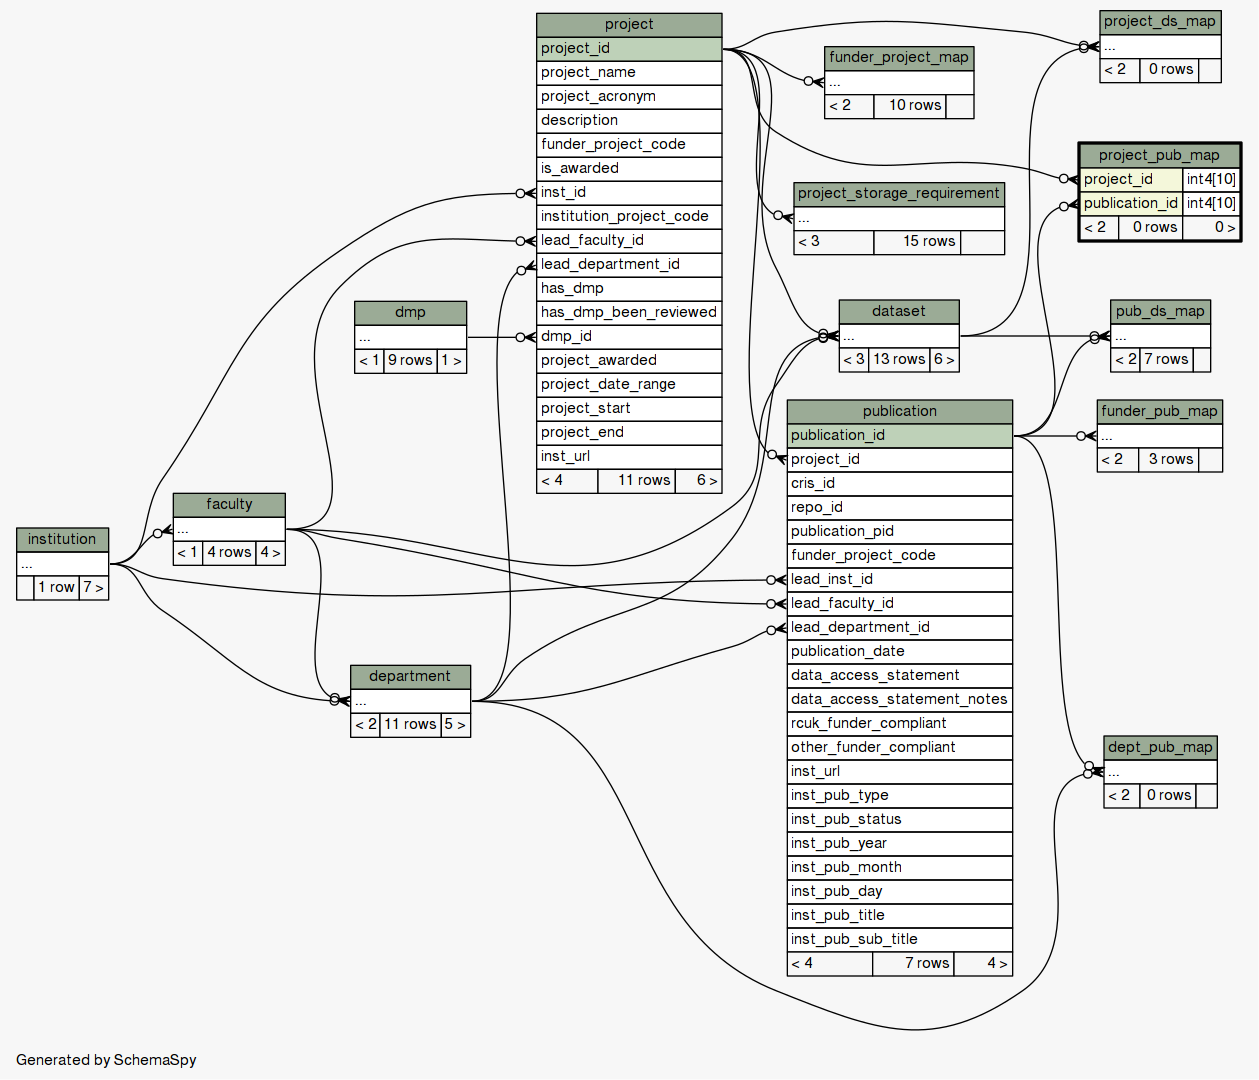 project
project_id
project_name
project_acronym
description
funder_project_code
is_awarded
inst_id
institution_project_code
lead_faculty_id
lead_department_id
has_dmp
has_dmp_been_reviewed
dmp_id
project_awarded
project_date_range
project_start
project_end
inst_url
< 4 11 rows 6 >
funder_project_map
...
< 2 10 rows
project_ds_map
...
< 2 0 rows
project_pub_map
project_id int4[10]
publication_id int4[10]
< 2 0 rows 0 >
project_storage_requirement
...
< 3 15 rows
dmp
...
< 1 9 rows 1 >
dataset
...
< 3 13 rows 6 >
pub_ds_map
...
< 2 7 rows
publication
publication_id
project_id
cris_id
repo_id
publication_pid
funder_project_code
lead_inst_id
lead_faculty_id
lead_department_id
publication_date
data_access_statement
data_access_statement_notes
rcuk_funder_compliant
other_funder_compliant
inst_url
inst_pub_type
inst_pub_status
inst_pub_year
inst_pub_month
inst_pub_day
inst_pub_title
inst_pub_sub_title
< 4 7 rows 4 >
funder_pub_map
...
< 2 3 rows
faculty
...
< 1 4 rows 4 >
institution
...
1 row 7 >
department
...
< 2 11 rows 5 >
dept_pub_map
...
< 2 0 rows
Generated by SchemaSpy